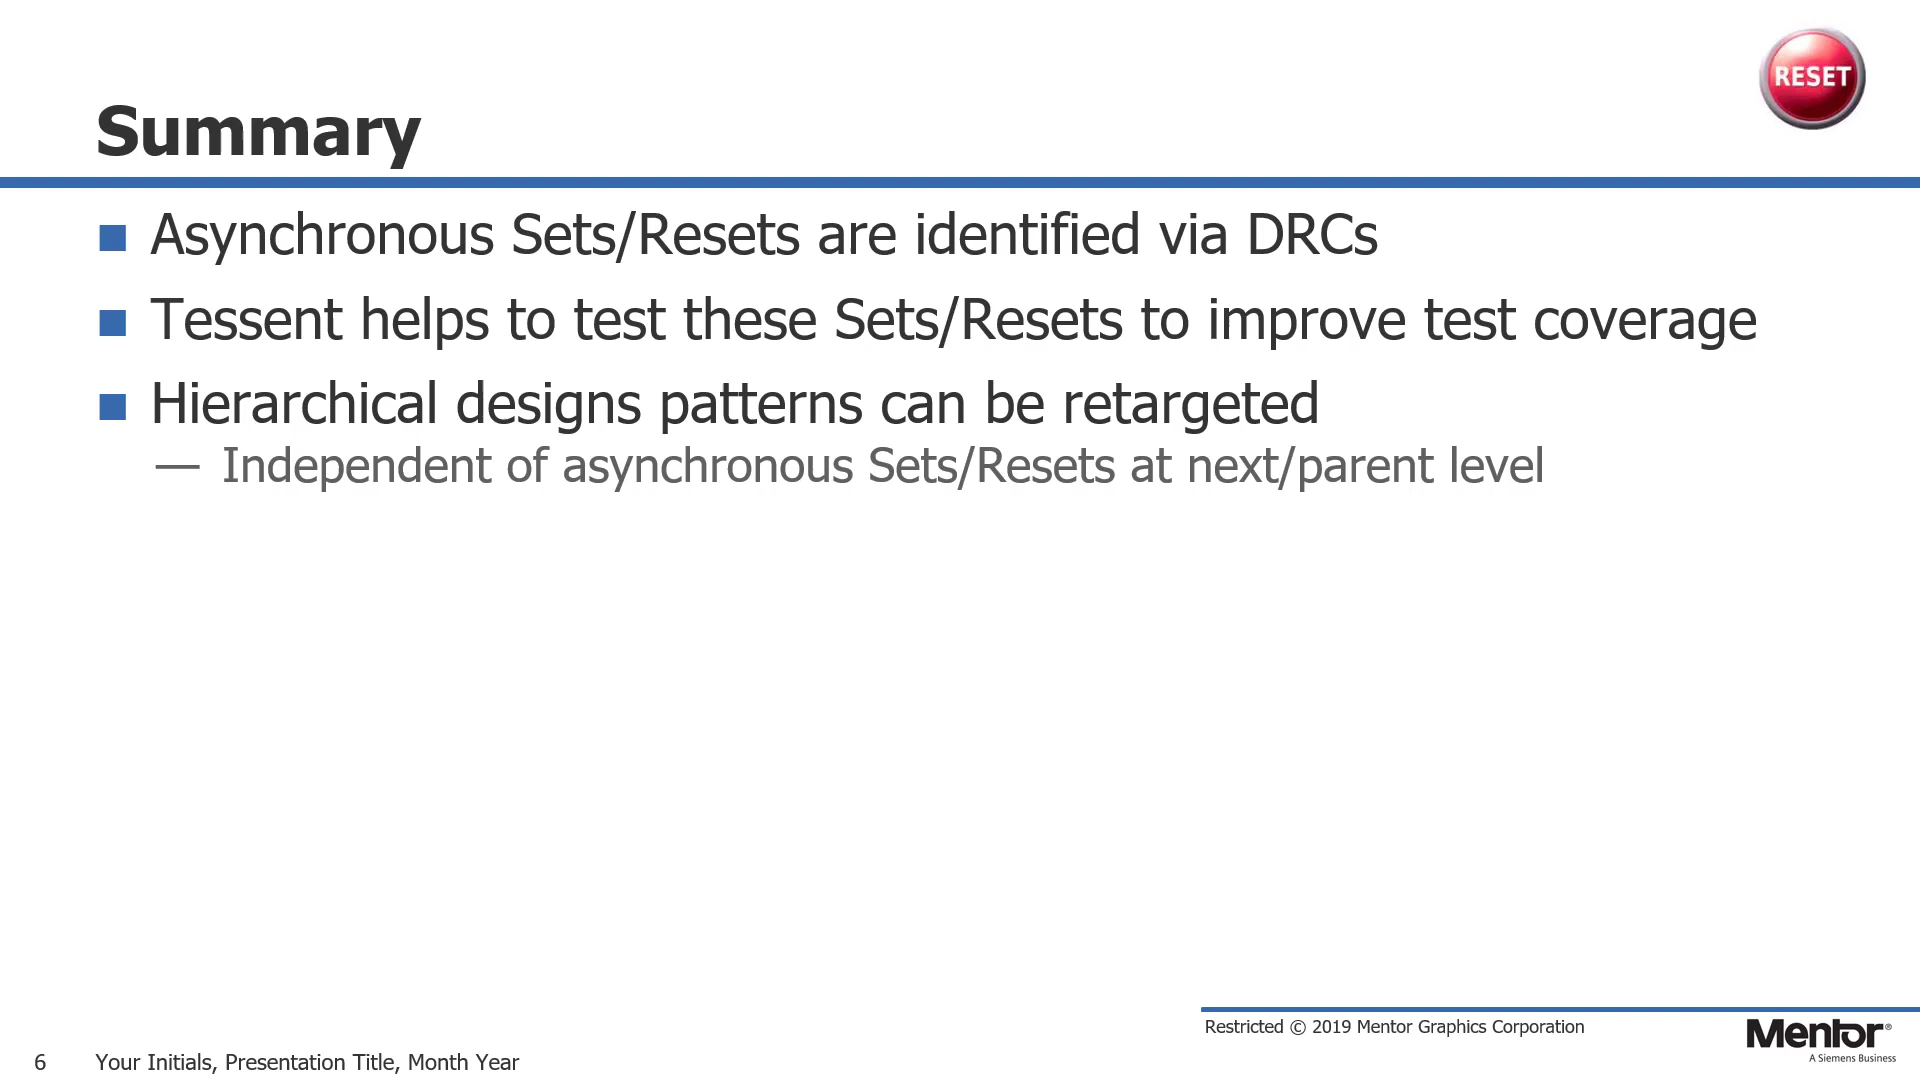 RESET
Summary
Asynchronous Sets/Resets are identified via DRCs
Tessent helps to test these Sets/Resets to improve test coverage
Hierarchical designs patterns can be retargeted
— Independent of asynchronous Sets/Resets at next/parent level
Restricted © 2019 Mentor Graphics Corporation
Mentor®
A Siemens Business
6 Your Initials, Presentation Title, Month Year